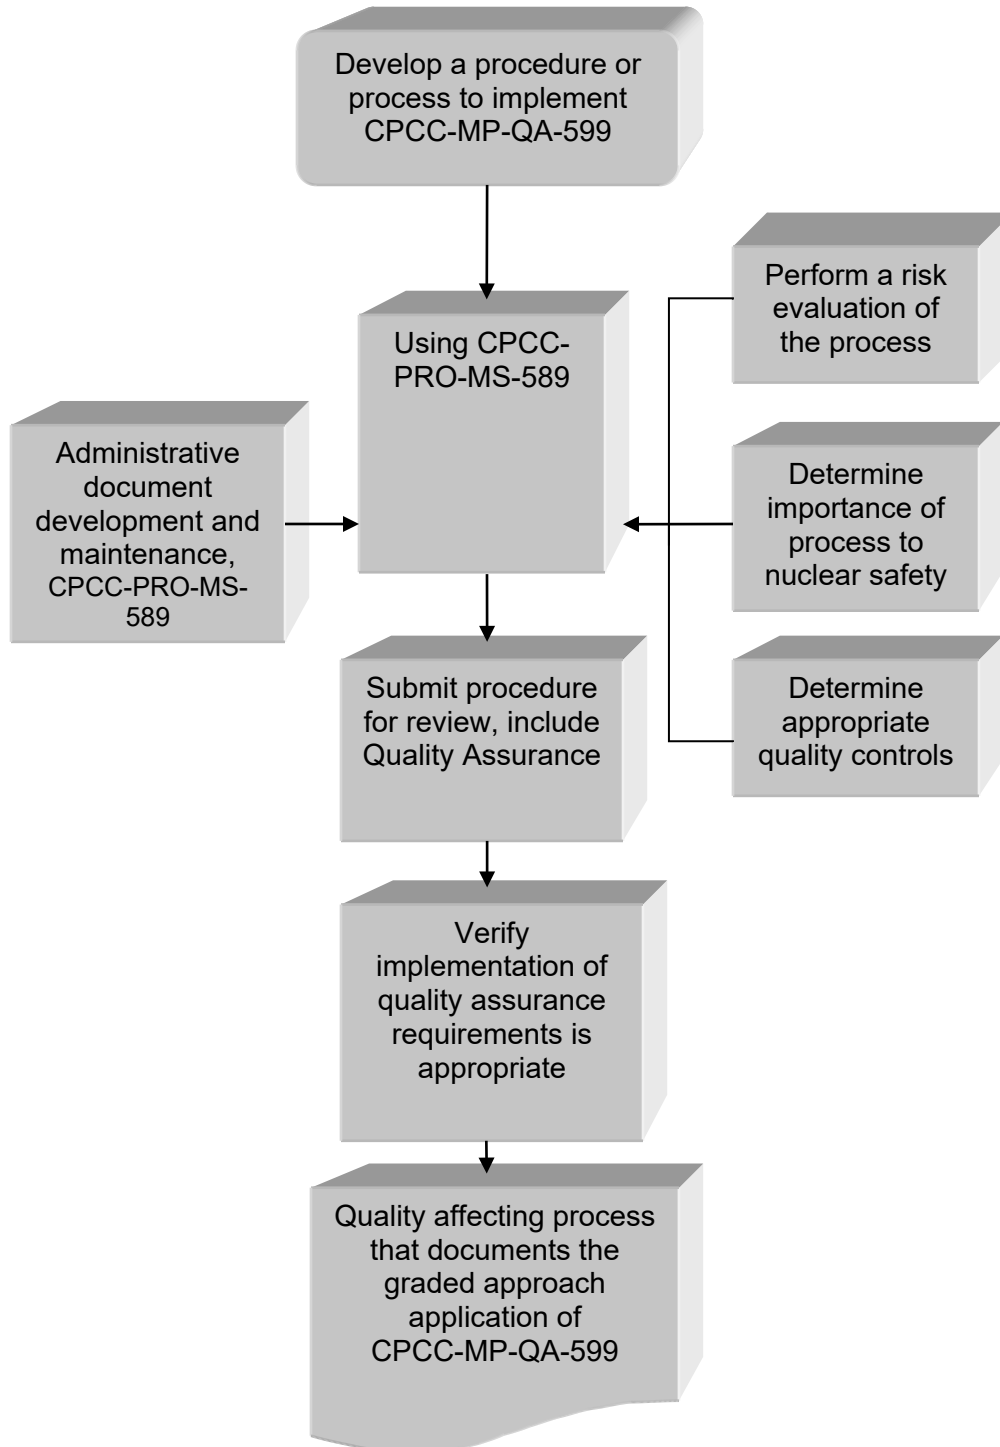 Develop a procedure or
process to implement
CPCC-MP-QA-599
Perform a risk
evaluation of
the process
Using CPCC-
PRO-MS-589
Administrative
document
development and
maintenance,
CPCC-PRO-MS-
589
Determine
importance of
process to
nuclear safety
Submit procedure
for review, include
Quality Assurance
Determine
appropriate
quality controls
Verify
implementation of
quality assurance
requirements is
appropriate
Quality affecting process
that documents the
graded approach
application of
CPCC-MP-QA-599